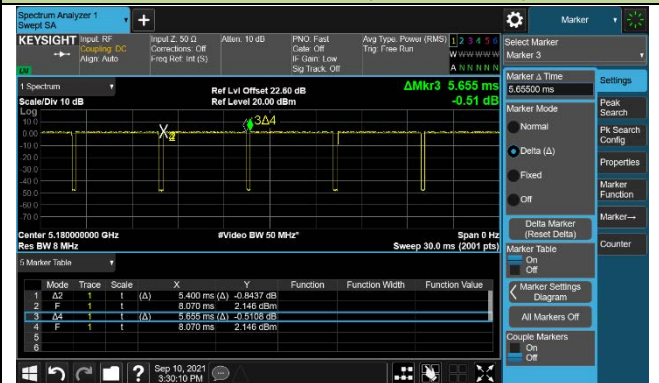 Spectrum Analyzer 1
Swept SA
Marker
KEYSIGHT
Input: RF
Coupling: DC
Align: Auto
Input Z: 50 Ω
Corrections: Off
Freq Ref: Int (S)
Atten: 10 dB
PNO: Fast
Gate: Off
IF Gain: Low
Sig Track: Off
Avg Type: Power (RMS)
Trig: Free Run
1 2 3 4 5 6
W W W W W W
A N N N N N
Select Marker
Marker 3
1 Spectrum
Scale/Div 10 dB
Ref Lvl Offset 22.60 dB
Ref Level 20.00 dBm
ΔMkr3 5.655 ms
-0.51 dB
Log
10.0
0.00
-10.0
-20.0
-30.0
-40.0
-50.0
-60.0
-70.0
3Δ4
Center 5.180000000 GHz
Res BW 8 MHz
#Video BW 50 MHz*
Span 0 Hz
Sweep 30.0 ms (2001 pts)
5 Marker Table
Mode Trace Scale X Y Function Function Width Function Value
1 Δ2 1 t (Δ) 5.400 ms (Δ) -0.8437 dB
2 F 1 t 8.070 ms 2.146 dBm
3 Δ4 1 t (Δ) 5.655 ms (Δ) -0.5108 dB
4 F 1 t 8.070 ms 2.146 dBm
5
6
Marker Δ Time
5.65500 ms
Marker Mode
Normal
Delta (Δ)
Fixed
Off
Delta Marker
(Reset Delta)
Marker Table
On
Off
Marker Settings
Diagram
All Markers Off
Couple Markers
On
Off
Settings
Peak
Search
Pk Search
Config
Properties
Marker
Function
Marker→
Counter
Sep 10, 2021
3:30:10 PM